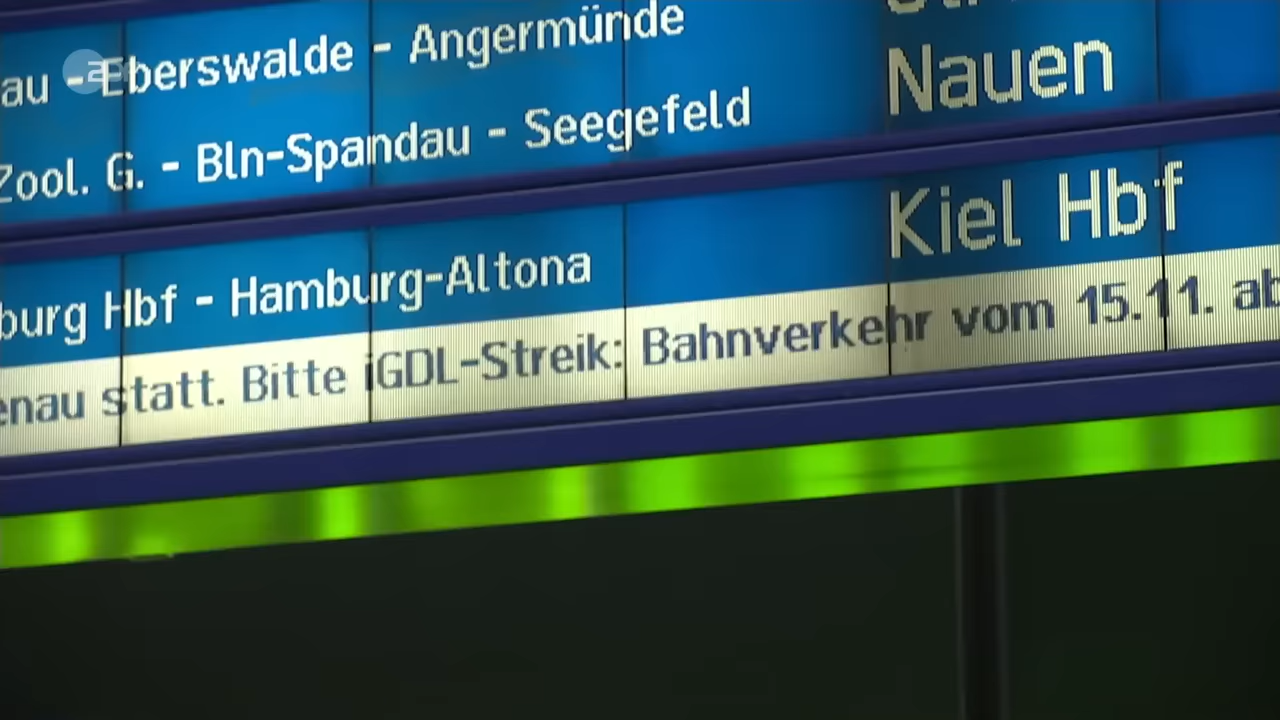 au - Eberswalde - Angermünde
Zool. G. - Bln-Spandau - Seegefeld Nauen
burg Hbf - Hamburg-Altona Kiel Hbf
enau statt. Bitte iGDL-Streik: Bahnverkehr vom 15.11. ab